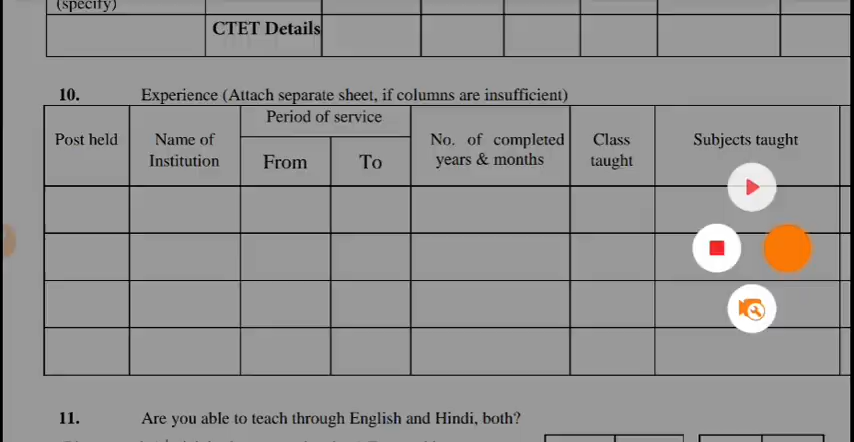 (specify)
CTET Details
10. Experience (Attach separate sheet, if columns are insufficient)
Post held
Name of
Institution
Period of service
From To
No. of completed
years & months
Class
taught
Subjects taught
11. Are you able to teach through English and Hindi, both?